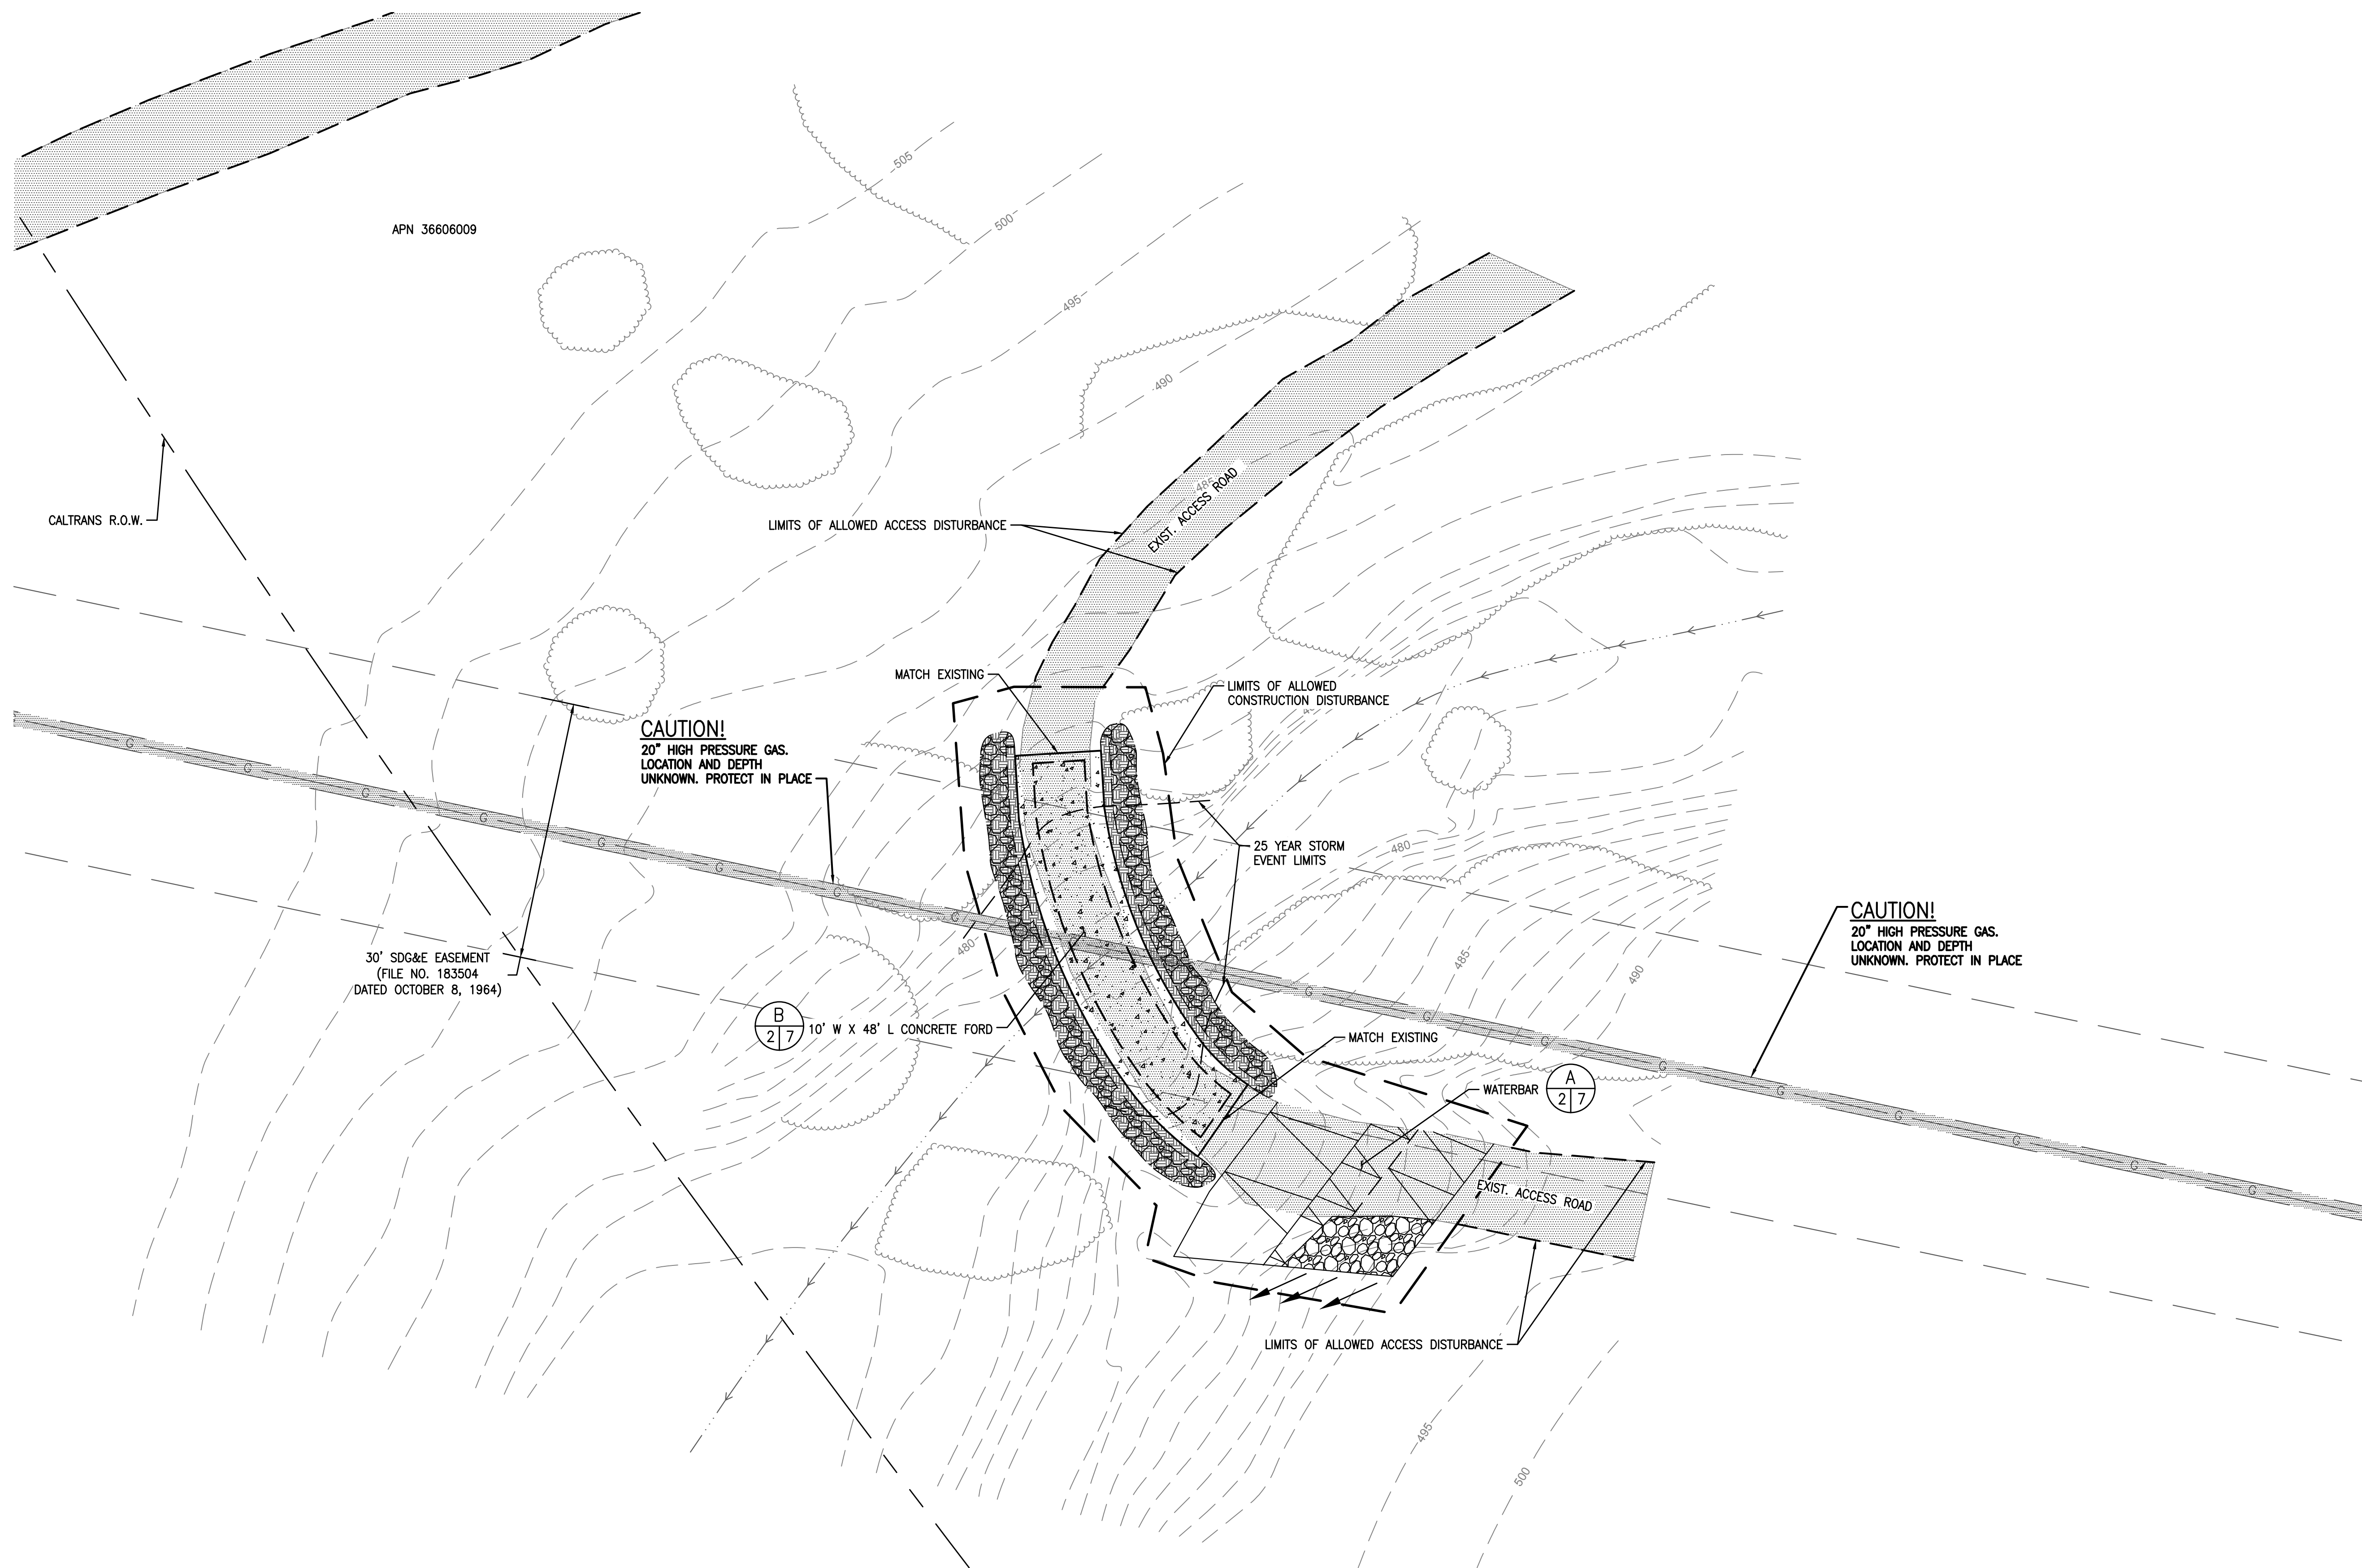 505
500
APN 36606009
495
490
485
EXIST. ACCESS ROAD
CALTRANS R.O.W.
LIMITS OF ALLOWED ACCESS DISTURBANCE
MATCH EXISTING
LIMITS OF ALLOWED
CONSTRUCTION DISTURBANCE
CAUTION!
20" HIGH PRESSURE GAS.
LOCATION AND DEPTH
UNKNOWN. PROTECT IN PLACE
G G G G G G G G
25 YEAR STORM
EVENT LIMITS
480
CAUTION!
20" HIGH PRESSURE GAS.
LOCATION AND DEPTH
UNKNOWN. PROTECT IN PLACE
480
485
490
30' SDG&E EASEMENT
(FILE NO. 183504
DATED OCTOBER 8, 1964)
B
2 7
10' W X 48' L CONCRETE FORD
MATCH EXISTING
G G G G G G G G G
WATERBAR
A
2 7
EXIST. ACCESS ROAD
LIMITS OF ALLOWED ACCESS DISTURBANCE
495
500